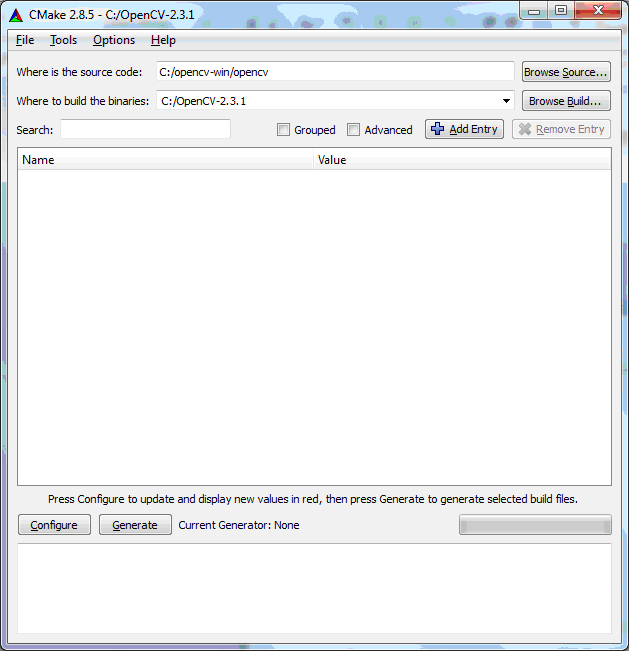 CMake 2.8.5 - C:/OpenCV-2.3.1
File Tools Options Help
Where is the source code: C:/opencv-win/opencv Browse Source...
Where to build the binaries: C:/OpenCV-2.3.1 Browse Build...
Search: Grouped Advanced Add Entry Remove Entry
Name Value
Press Configure to update and display new values in red, then press Generate to generate selected build files.
Configure Generate Current Generator: None